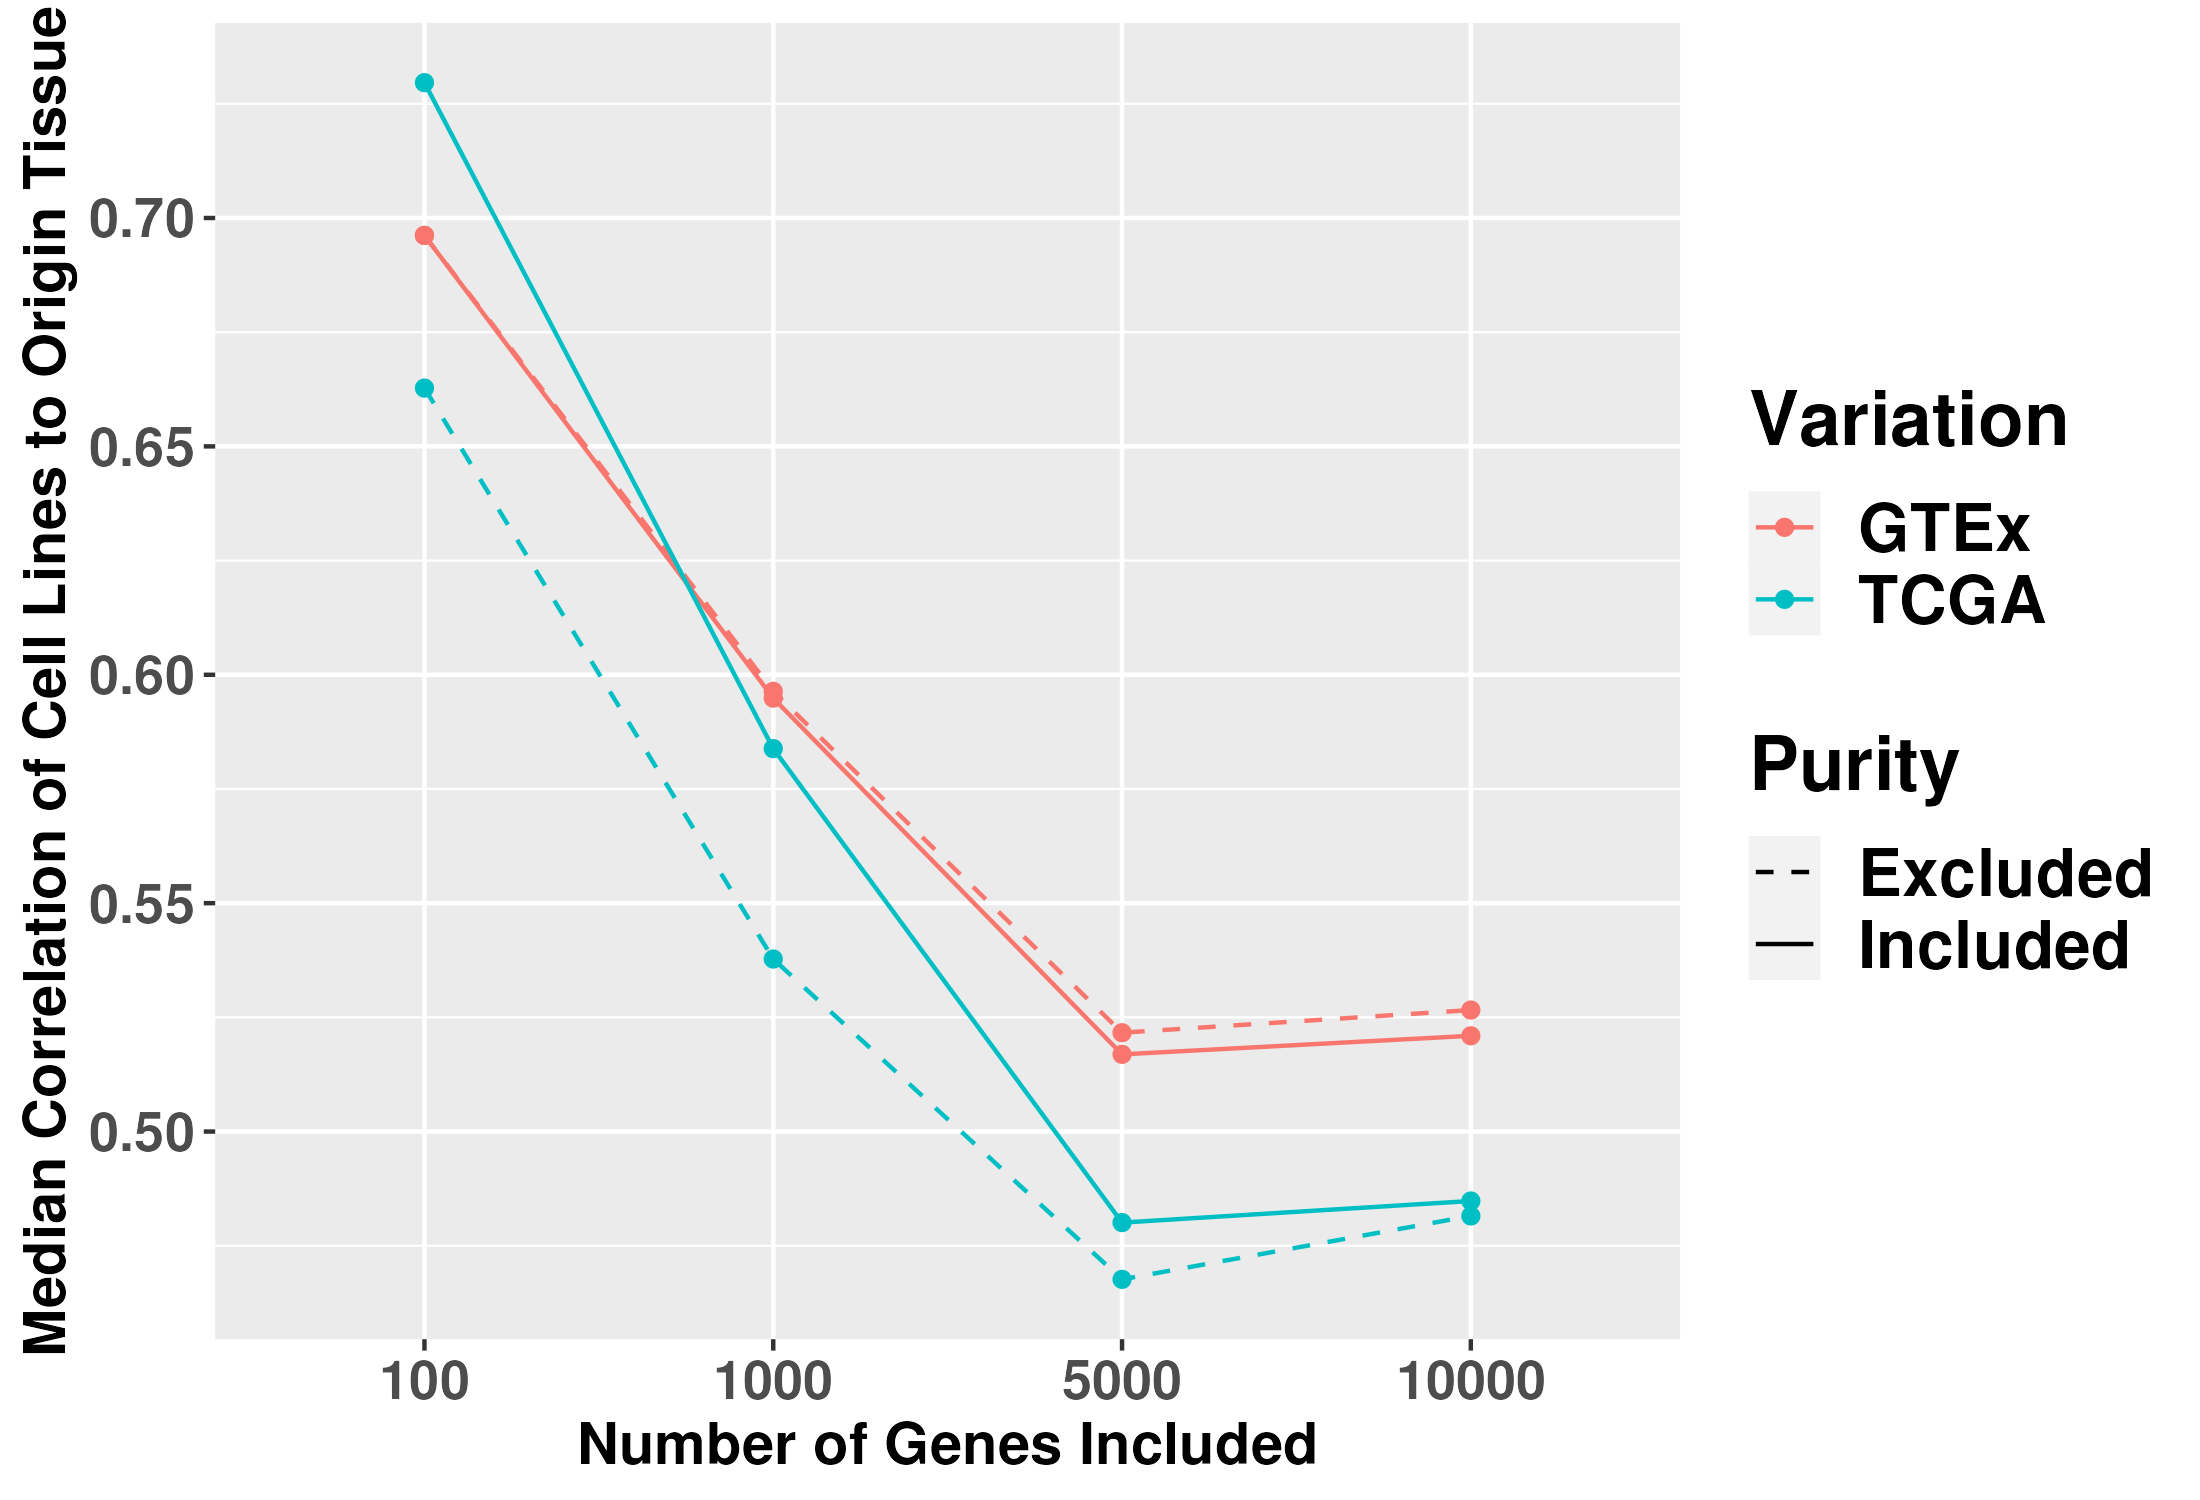 Median Correlation of Cell Lines to Origin Tissue
0.70
0.65
0.60
0.55
0.50
100 1000 5000 10000
Number of Genes Included
Variation
GTEx
TCGA
Purity
Excluded
Included